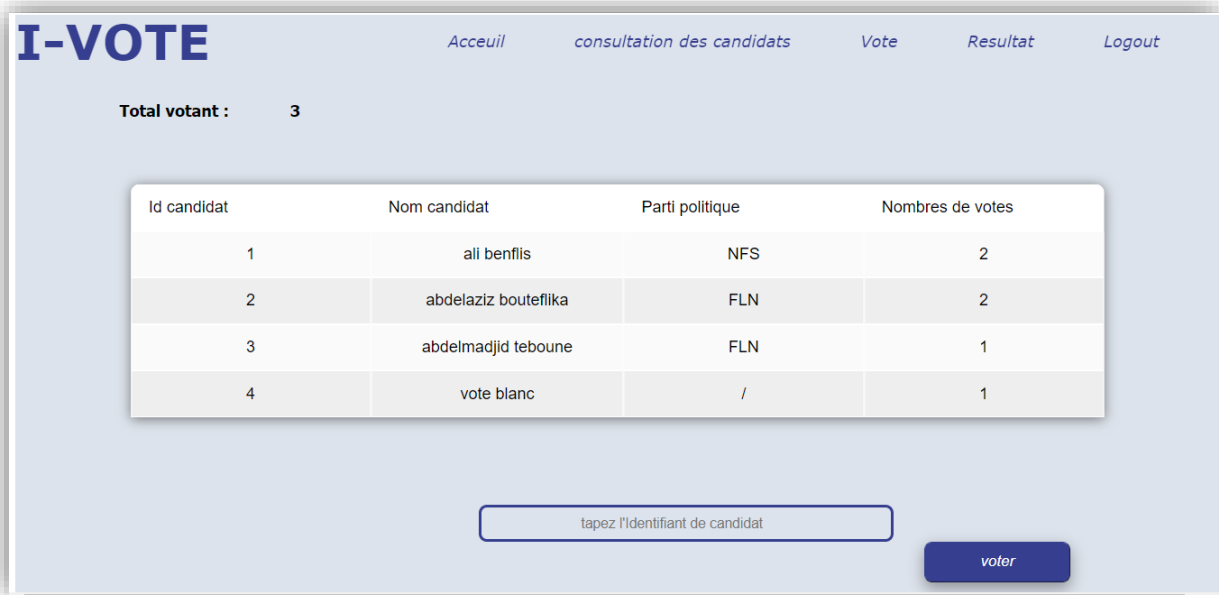 I-VOTE Acceuil consultation des candidats Vote Resultat Logout
Total votant : 3
Id candidat Nom candidat Parti politique Nombres de votes
1 ali benflis NFS 2
2 abdelaziz bouteflika FLN 2
3 abdelmadjid teboune FLN 1
4 vote blanc / 1
tapez l'Identifiant de candidat
voter